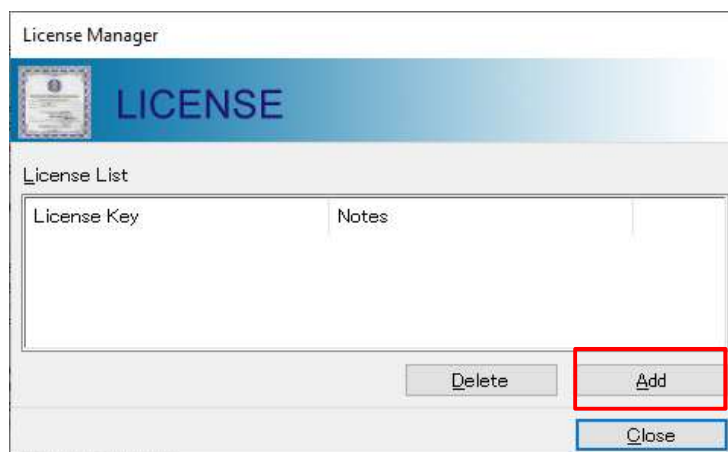 License Manager
LICENSE
License List
License Key Notes
Delete Add
Close